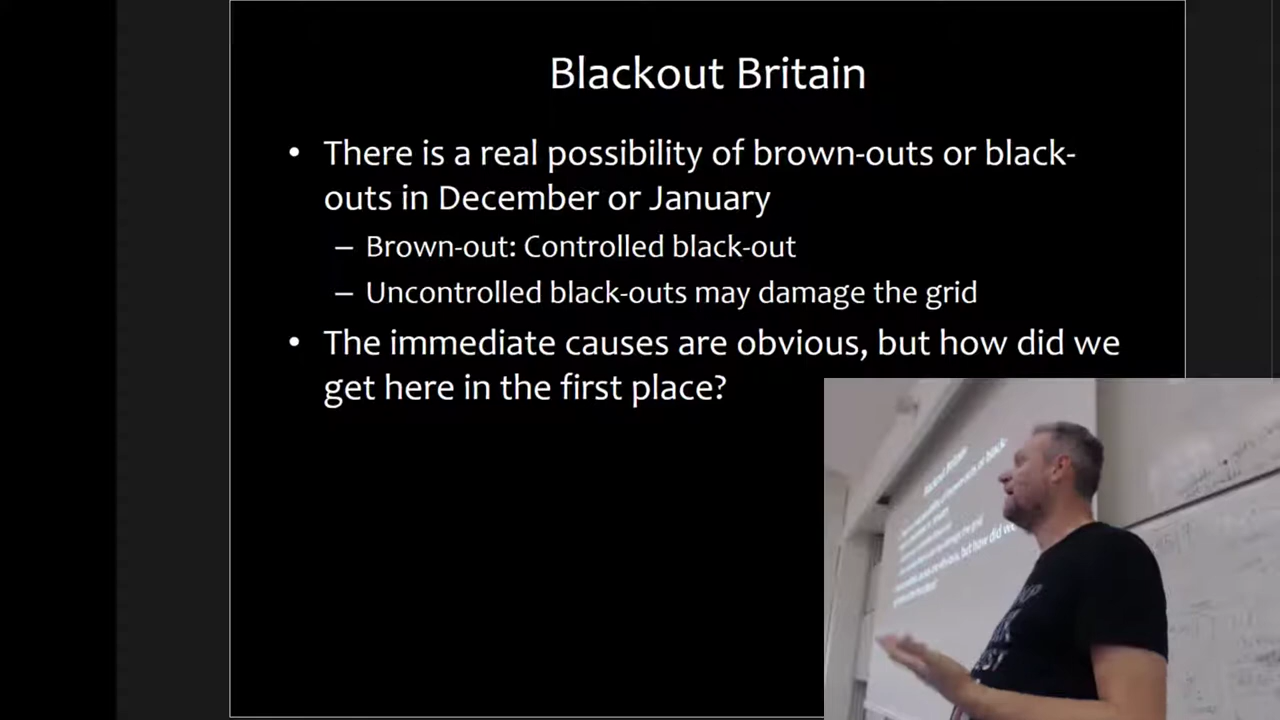 Blackout Britain
• There is a real possibility of brown-outs or black-
outs in December or January
– Brown-out: Controlled black-out
– Uncontrolled black-outs may damage the grid
• The immediate causes are obvious, but how did we
get here in the first place?